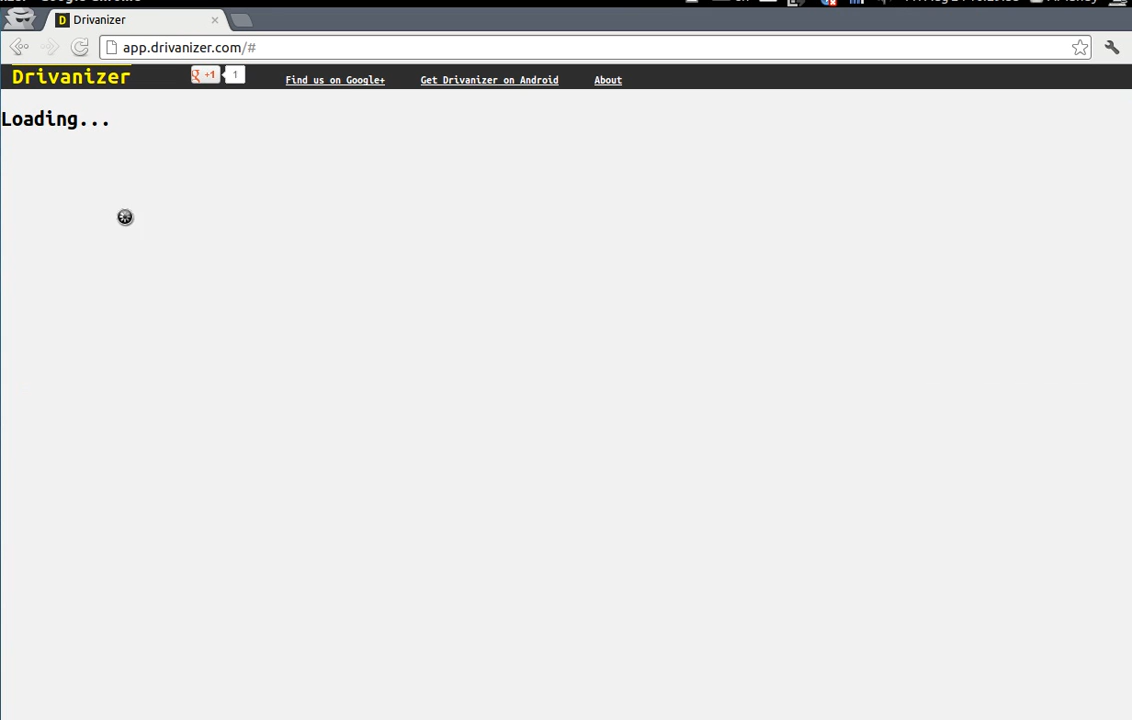 Drivanizer
app.drivanizer.com/#
Drivanizer
+1
1
Find us on Google+
Get Drivanizer on Android
About
Loading...